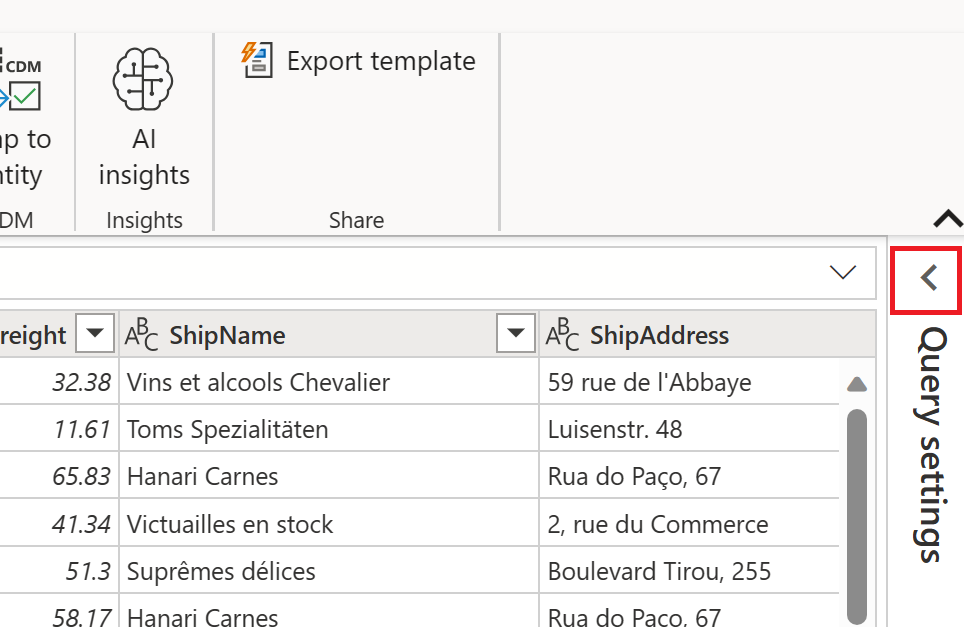 CDM
Export template
p to AI
ntity insights
DM Insights Share
reight ABC ShipName ABC ShipAddress
32.38 Vins et alcools Chevalier 59 rue de l'Abbaye
11.61 Toms Spezialitäten Luisenstr. 48
65.83 Hanari Carnes Rua do Paço, 67
41.34 Victuailles en stock 2, rue du Commerce
51.3 Suprêmes délices Boulevard Tirou, 255
58.17 Hanari Carnes Rua do Paço, 67
Query settings